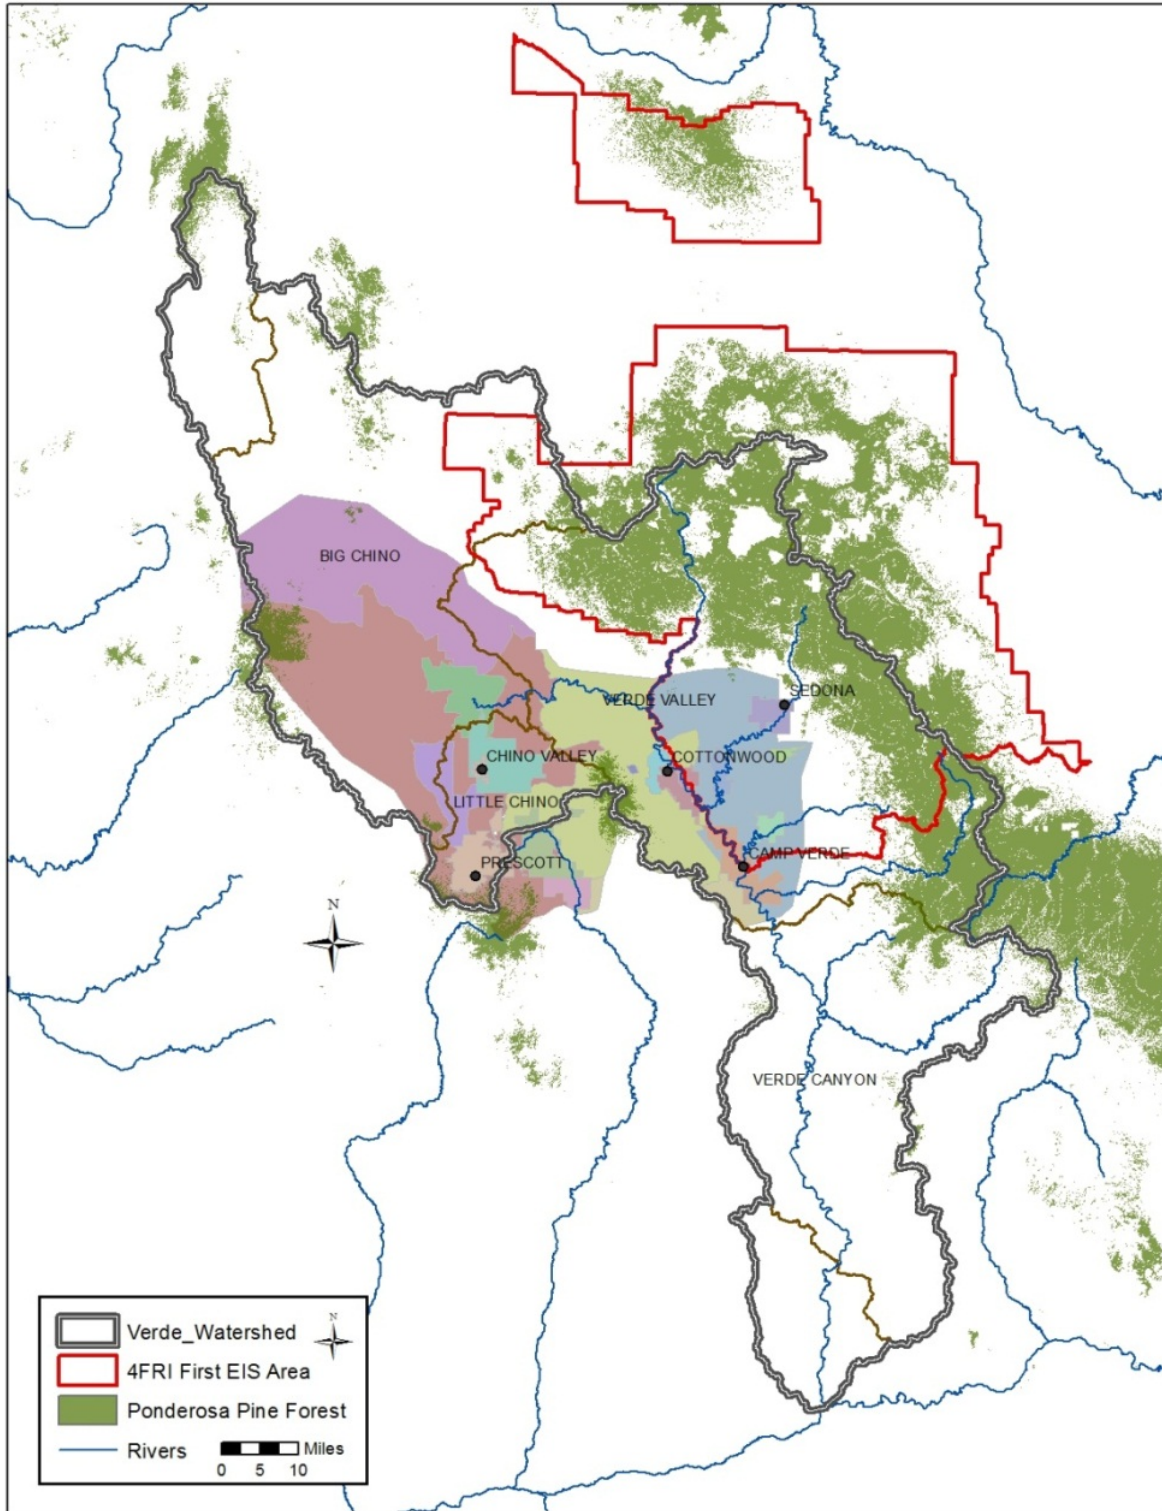 BIG CHINO
SEDONA
VERDE VALLEY
CHINO VALLEY
COTTONWOOD
LITTLE CHINO
CAMP VERDE
PRESCOTT
N
VERDE CANYON
Verde_Watershed
N
4FRI First EIS Area
Ponderosa Pine Forest
Rivers
Miles
0 5 10